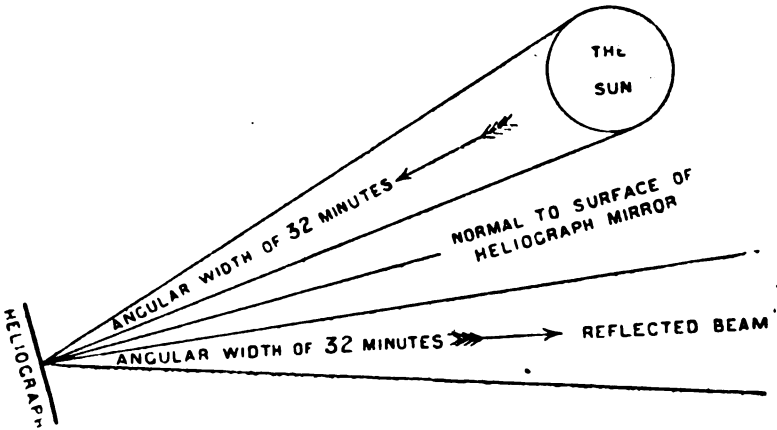 THE
SUN
ANGULAR WIDTH OF 32 MINUTES
NORMAL TO SURFACE OF
HELIOGRAPH MIRROR
HELIOGRAPH
ANGULAR WIDTH OF 32 MINUTES
REFLECTED BEAM